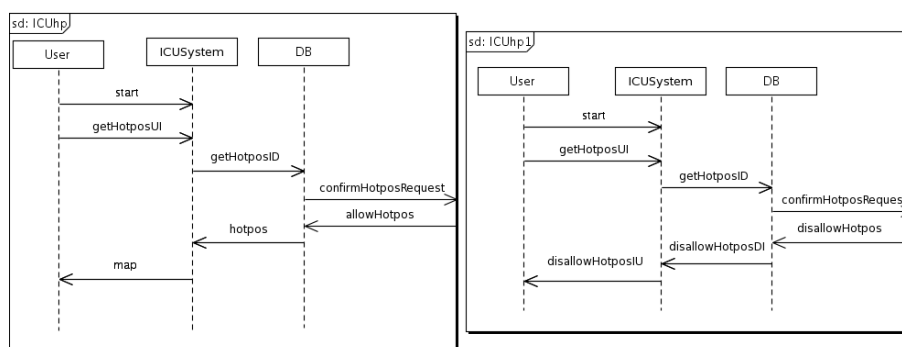 sd: ICUhp
User
ICUSystem
DB
start
getHotposUI
getHotposID
confirmHotposRequest
allowHotpos
hotpos
map
sd: ICUhp1
User
ICUSystem
DB
start
getHotposUI
getHotposID
confirmHotposRequest
disallowHotpos
disallowHotposDI
disallowHotposIU